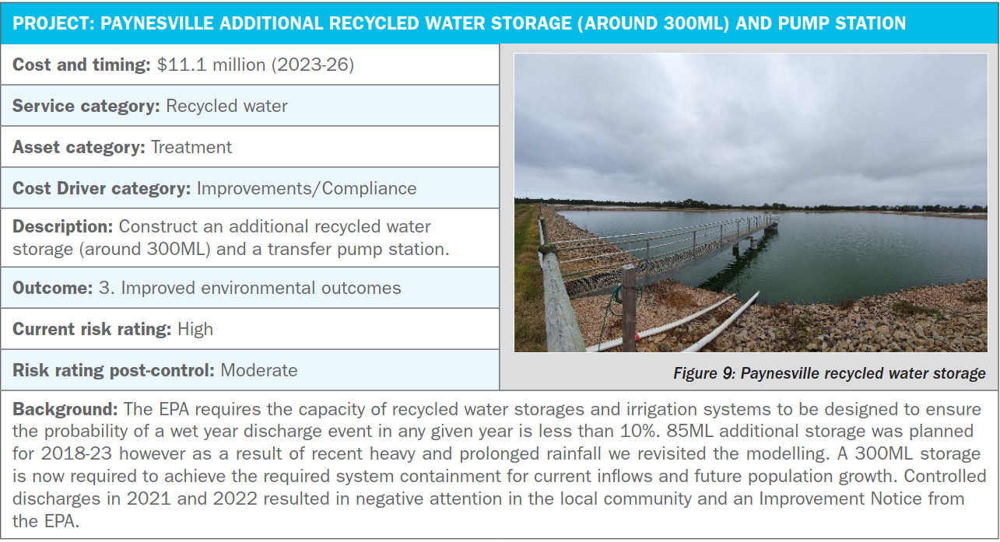 PROJECT: PAYNESVILLE ADDITIONAL RECYCLED WATER STORAGE (AROUND 300ML) AND PUMP STATION
Cost and timing: $11.1 million (2023-26)
Service category: Recycled water
Asset category: Treatment
Cost Driver category: Improvements/Compliance
Description: Construct an additional recycled water
storage (around 300ML) and a transfer pump station.
Outcome: 3. Improved environmental outcomes
Current risk rating: High
Risk rating post-control: Moderate
Figure 9: Paynesville recycled water storage
Background: The EPA requires the capacity of recycled water storages and irrigation systems to be designed to ensure
the probability of a wet year discharge event in any given year is less than 10%. 85ML additional storage was planned
for 2018-23 however as a result of recent heavy and prolonged rainfall we revisited the modelling. A 300ML storage
is now required to achieve the required system containment for current inflows and future population growth. Controlled
discharges in 2021 and 2022 resulted in negative attention in the local community and an Improvement Notice from
the EPA.